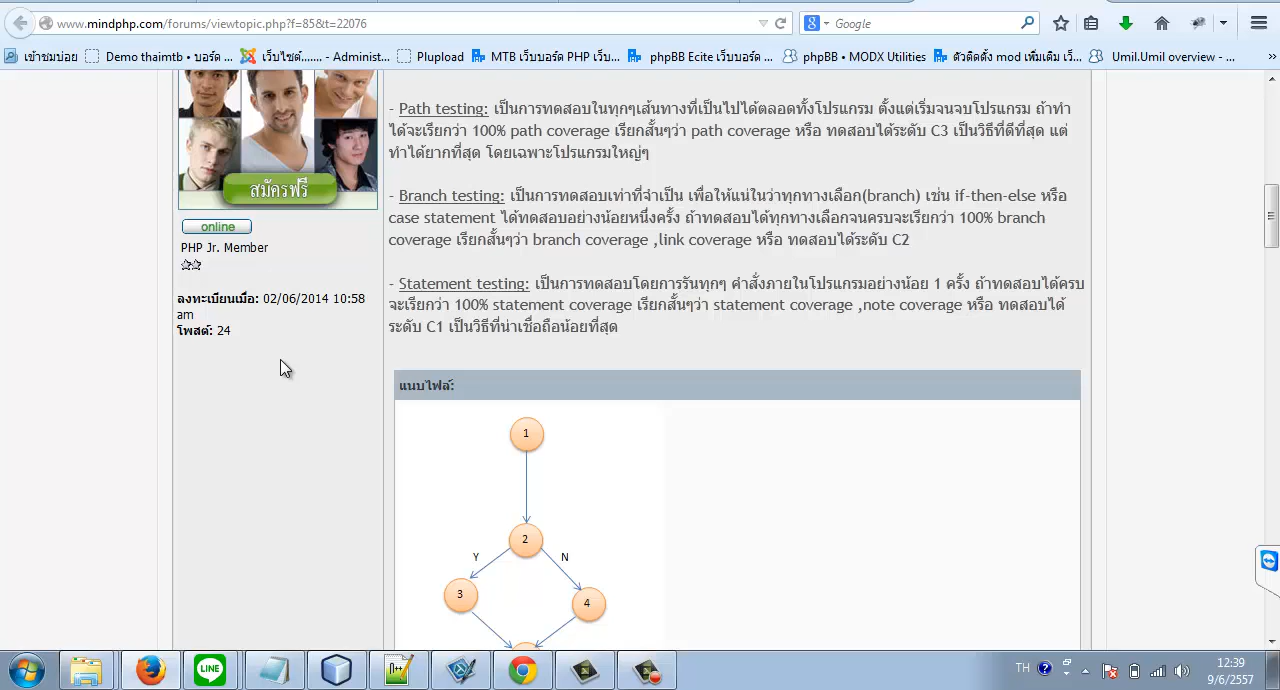 www.mindphp.com/forums/viewtopic.php?f=85&t=22076
Google
เข้าชมบ่อย Demo thaimtb • บอร์ด ... เว็บไซต์....... - Administ... Plupload MTB เว็บบอร์ด PHP เว็บ... phpBB Ecite เว็บบอร์ด ... phpBB • MODX Utilities ตัวติดตั้ง mod เพิ่มเติม เว็... Umil.Umil overview - ... »
สมัครฟรี
online
PHP Jr. Member
ลงทะเบียนเมื่อ: 02/06/2014 10:58
am
โพสต์: 24
- Path testing: เป็นการทดสอบในทุกๆเส้นทางที่เป็นไปได้ตลอดทั้งโปรแกรม ตั้งแต่เริ่มจนจบโปรแกรม ถ้าทำ
ได้จะเรียกว่า 100% path coverage เรียกสั้นๆว่า path coverage หรือ ทดสอบได้ระดับ C3 เป็นวิธีที่ดีที่สุด แต่
ทำได้ยากที่สุด โดยเฉพาะโปรแกรมใหญ่ๆ
- Branch testing: เป็นการทดสอบเท่าที่จำเป็น เพื่อให้แน่ในว่าทุกทางเลือก(branch) เช่น if-then-else หรือ
case statement ได้ทดสอบอย่างน้อยหนึ่งครั้ง ถ้าทดสอบได้ทุกทางเลือกจนครบจะเรียกว่า 100% branch
coverage เรียกสั้นๆว่า branch coverage ,link coverage หรือ ทดสอบได้ระดับ C2
- Statement testing: เป็นการทดสอบโดยการรันทุกๆ คำสั่งภายในโปรแกรมอย่างน้อย 1 ครั้ง ถ้าทดสอบได้ครบ
จะเรียกว่า 100% statement coverage เรียกสั้นๆว่า statement coverage ,note coverage หรือ ทดสอบได้
ระดับ C1 เป็นวิธีที่น่าเชื่อถือน้อยที่สุด
แนบไฟล์:
1
2
Y N
3
4
LINE
TH
12:39
9/6/2557